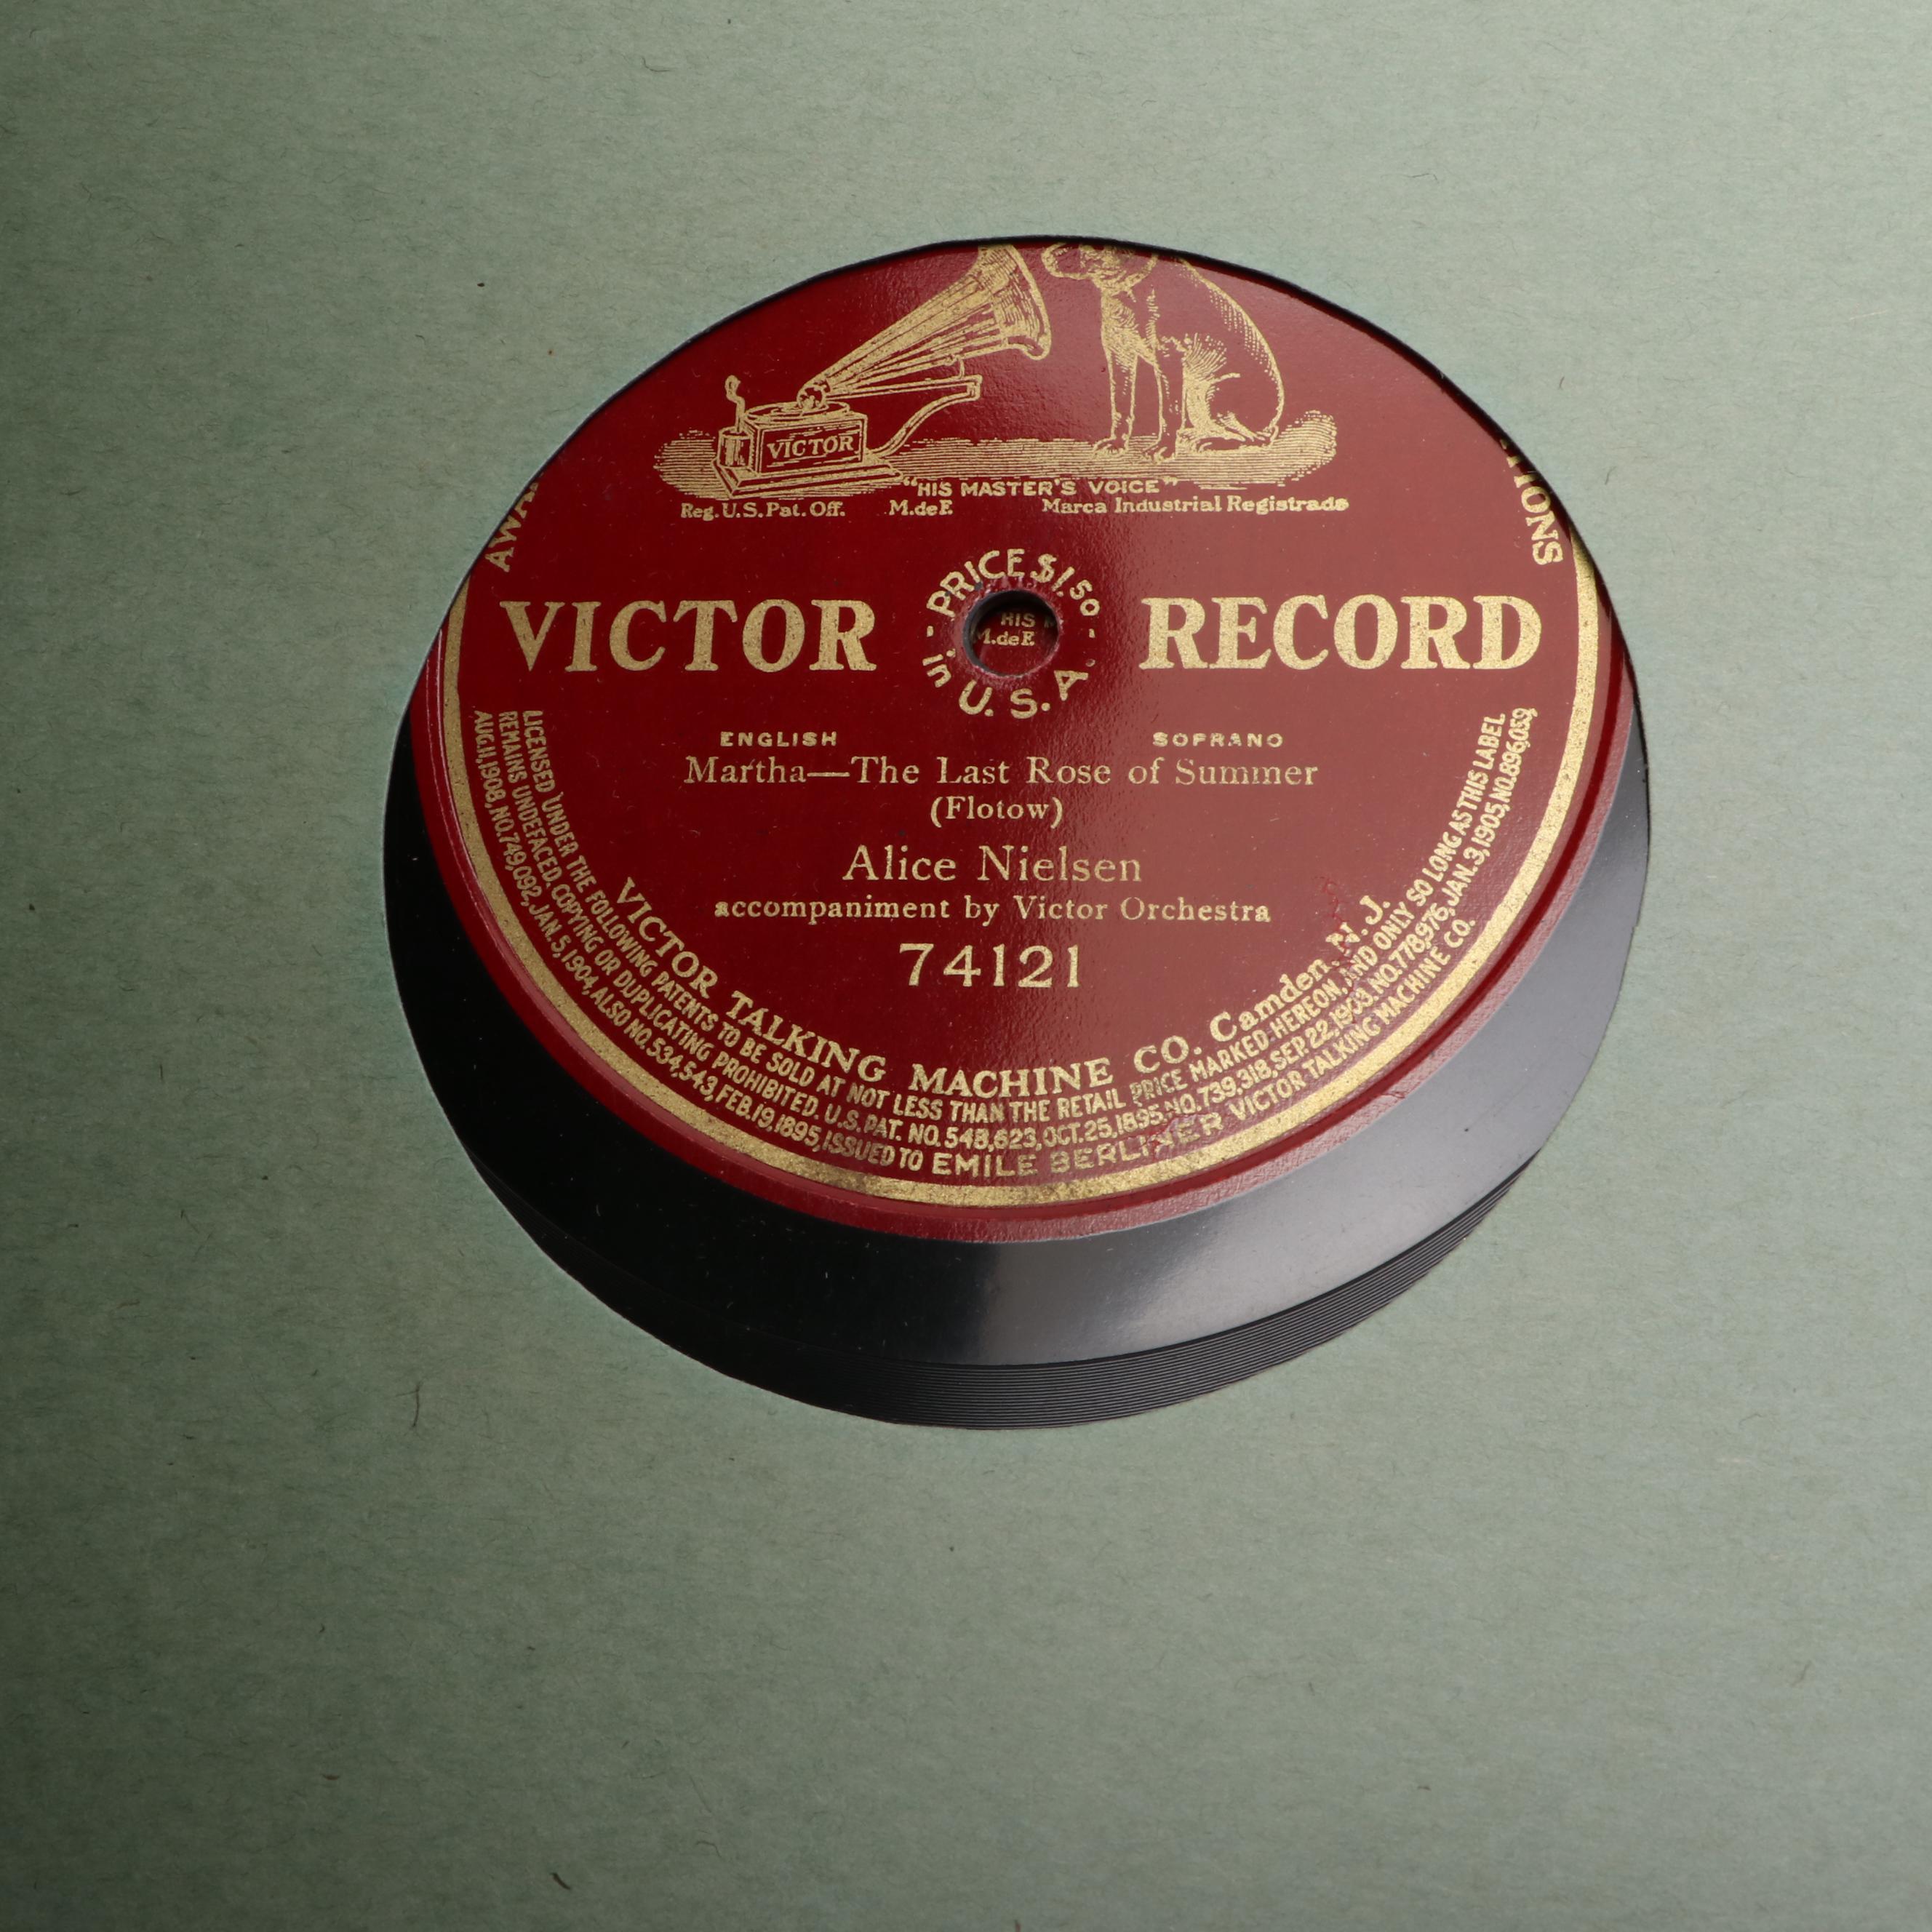 VICTOR
"HIS MASTER'S VOICE"
Reg. U.S. Pat. Off. M.deE Marca Industrial Registrada
PRICE $1.50
in U.S.A.
HIS
M.deE
VICTOR RECORD
ENGLISH SOPRANO
Martha—The Last Rose of Summer
(Flotow)
Alice Nielsen
accompaniment by Victor Orchestra
74121
VICTOR TALKING MACHINE CO. Camden, N. J.
LICENSED UNDER THE FOLLOWING PATENTS TO BE SOLD AT NOT LESS THAN THE RETAIL PRICE MARKED HEREON, AND ONLY SO LONG AS THIS LABEL
REMAINS UNDEFACED. COPYING OR DUPLICATING PROHIBITED. U.S. PAT. NO. 548,623, OCT. 25, 1895, NO. 739,318, SEP. 22, 1903, NO. 778,976, JAN. 3, 1905, NO. 896,059,
AUG. 11, 1908, NO. 749,092, JAN. 5, 1904, ALSO NO. 534,543, FEB. 19, 1895, ISSUED TO EMILE BERLINER VICTOR TALKING MACHINE CO.